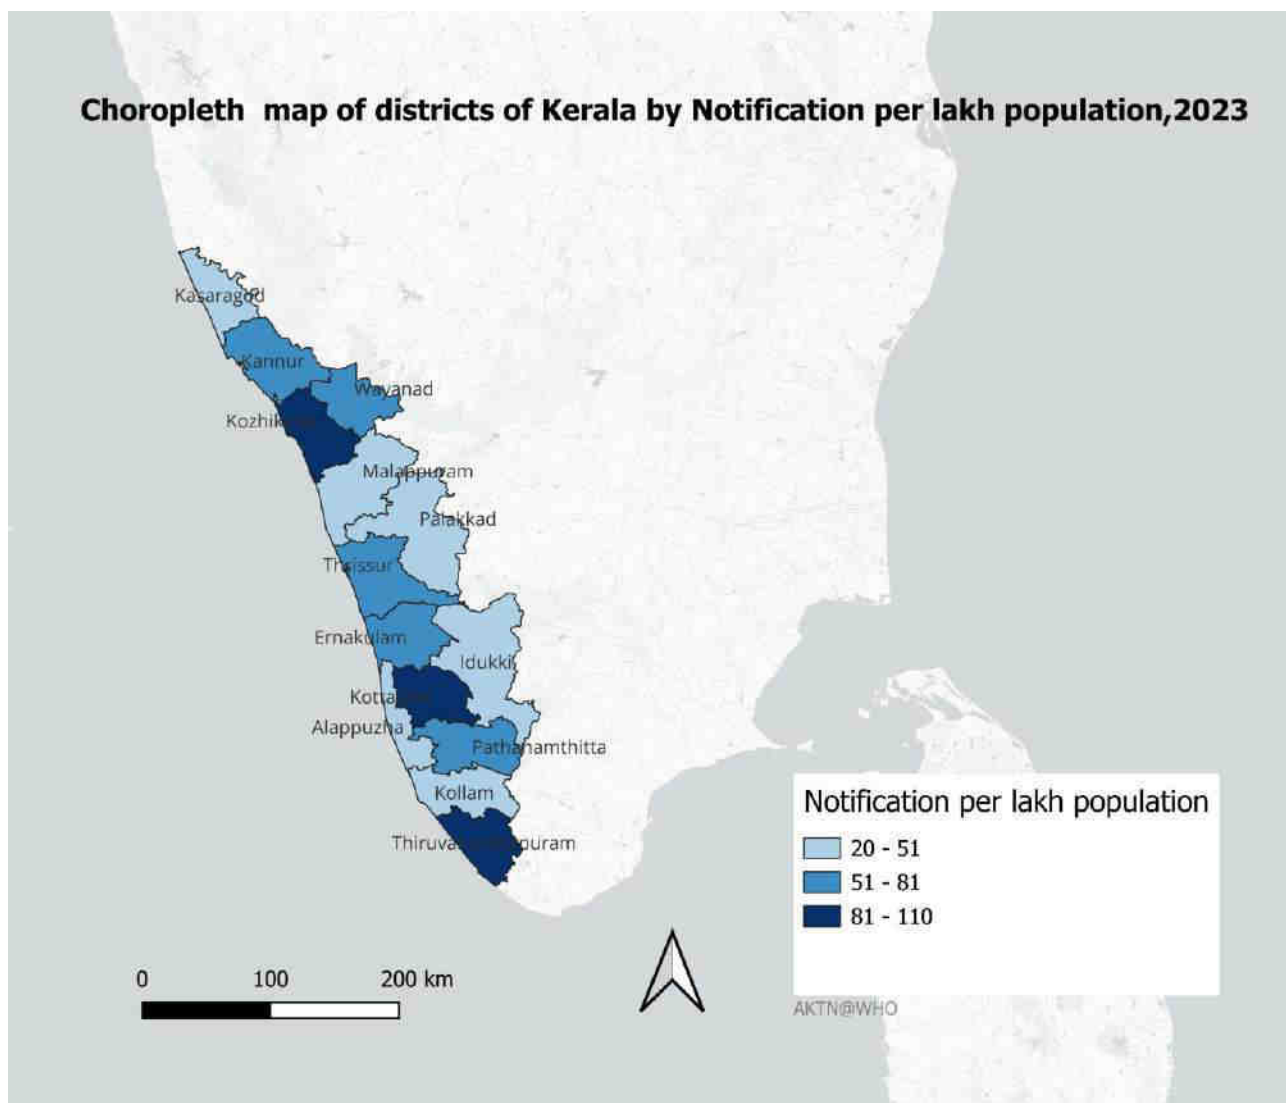 Choropleth map of districts of Kerala by Notification per lakh population,2023
Kasaragod
Kannur
Wayanad
Malappuram
Palakkad
Thrissur
Ernakulam
Idukki
Alappuzha
Pathanamthitta
Kollam
Notification per lakh population
20 - 51
51 - 81
81 - 110
0 100 200 km
AKTN@WHO